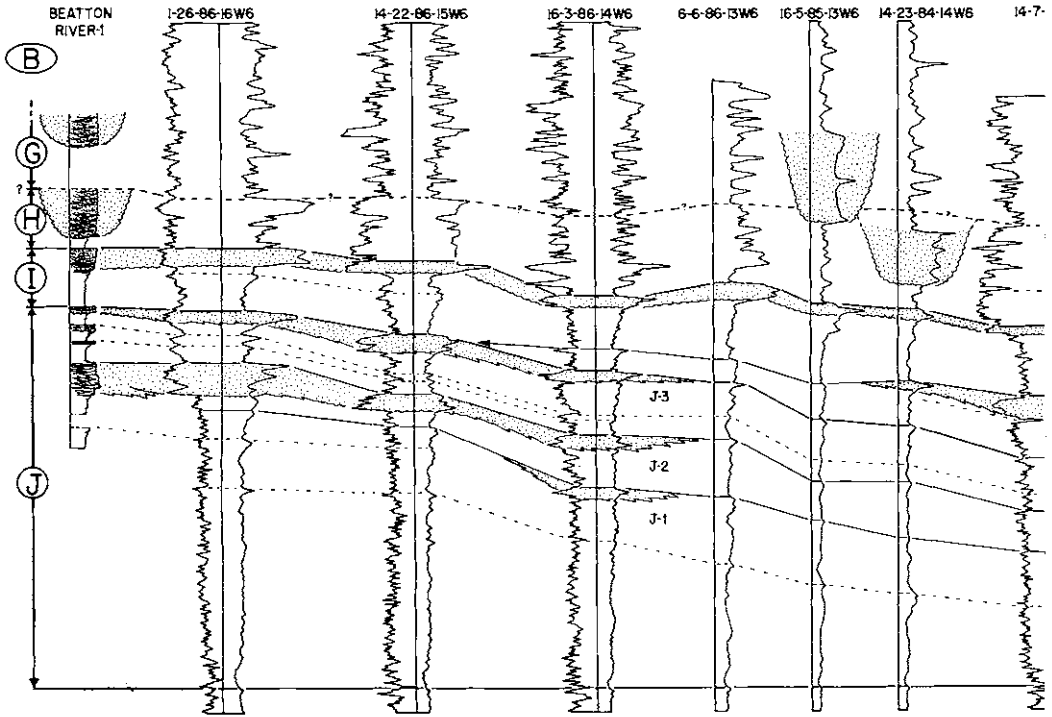 BEATTON
RIVER-1
1-26-86-16W6
14-22-86-15W6
16-3-86-14W6
6-6-86-13W6
16-5-85-13W6
14-23-84-14W6
14-7-
B
G
?
?
?
?
?
H
I
J-3
J-2
J
J-1